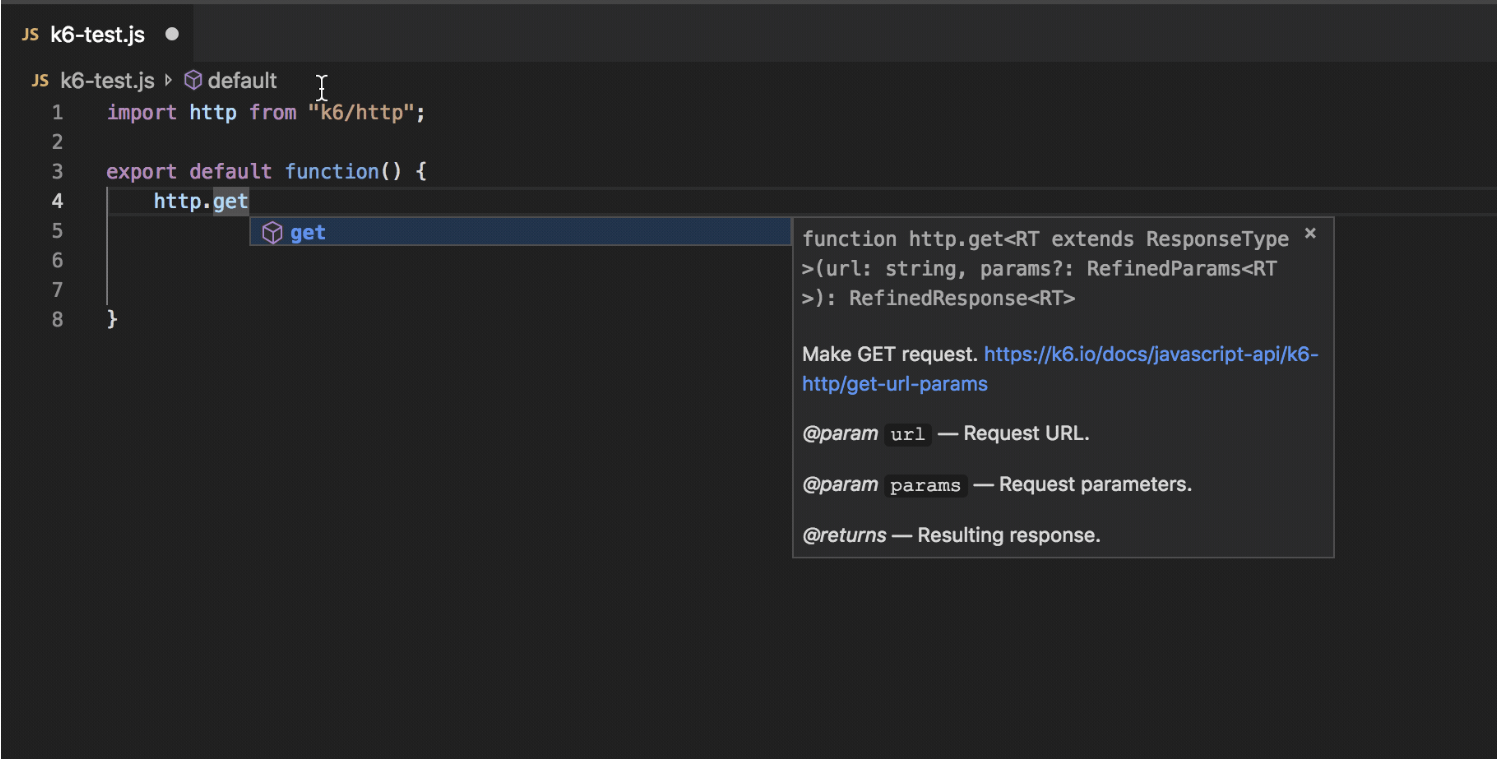 JS k6-test.js
JS k6-test.js default
1 import http from "k6/http";
2
3 export default function() {
4 http.get
5 get
6
7
8 }
function http.get<RT extends ResponseType
>(url: string, params?: RefinedParams<RT
>): RefinedResponse<RT>
Make GET request. https://k6.io/docs/javascript-api/k6-
http/get-url-params
@param url — Request URL.
@param params — Request parameters.
@returns — Resulting response.